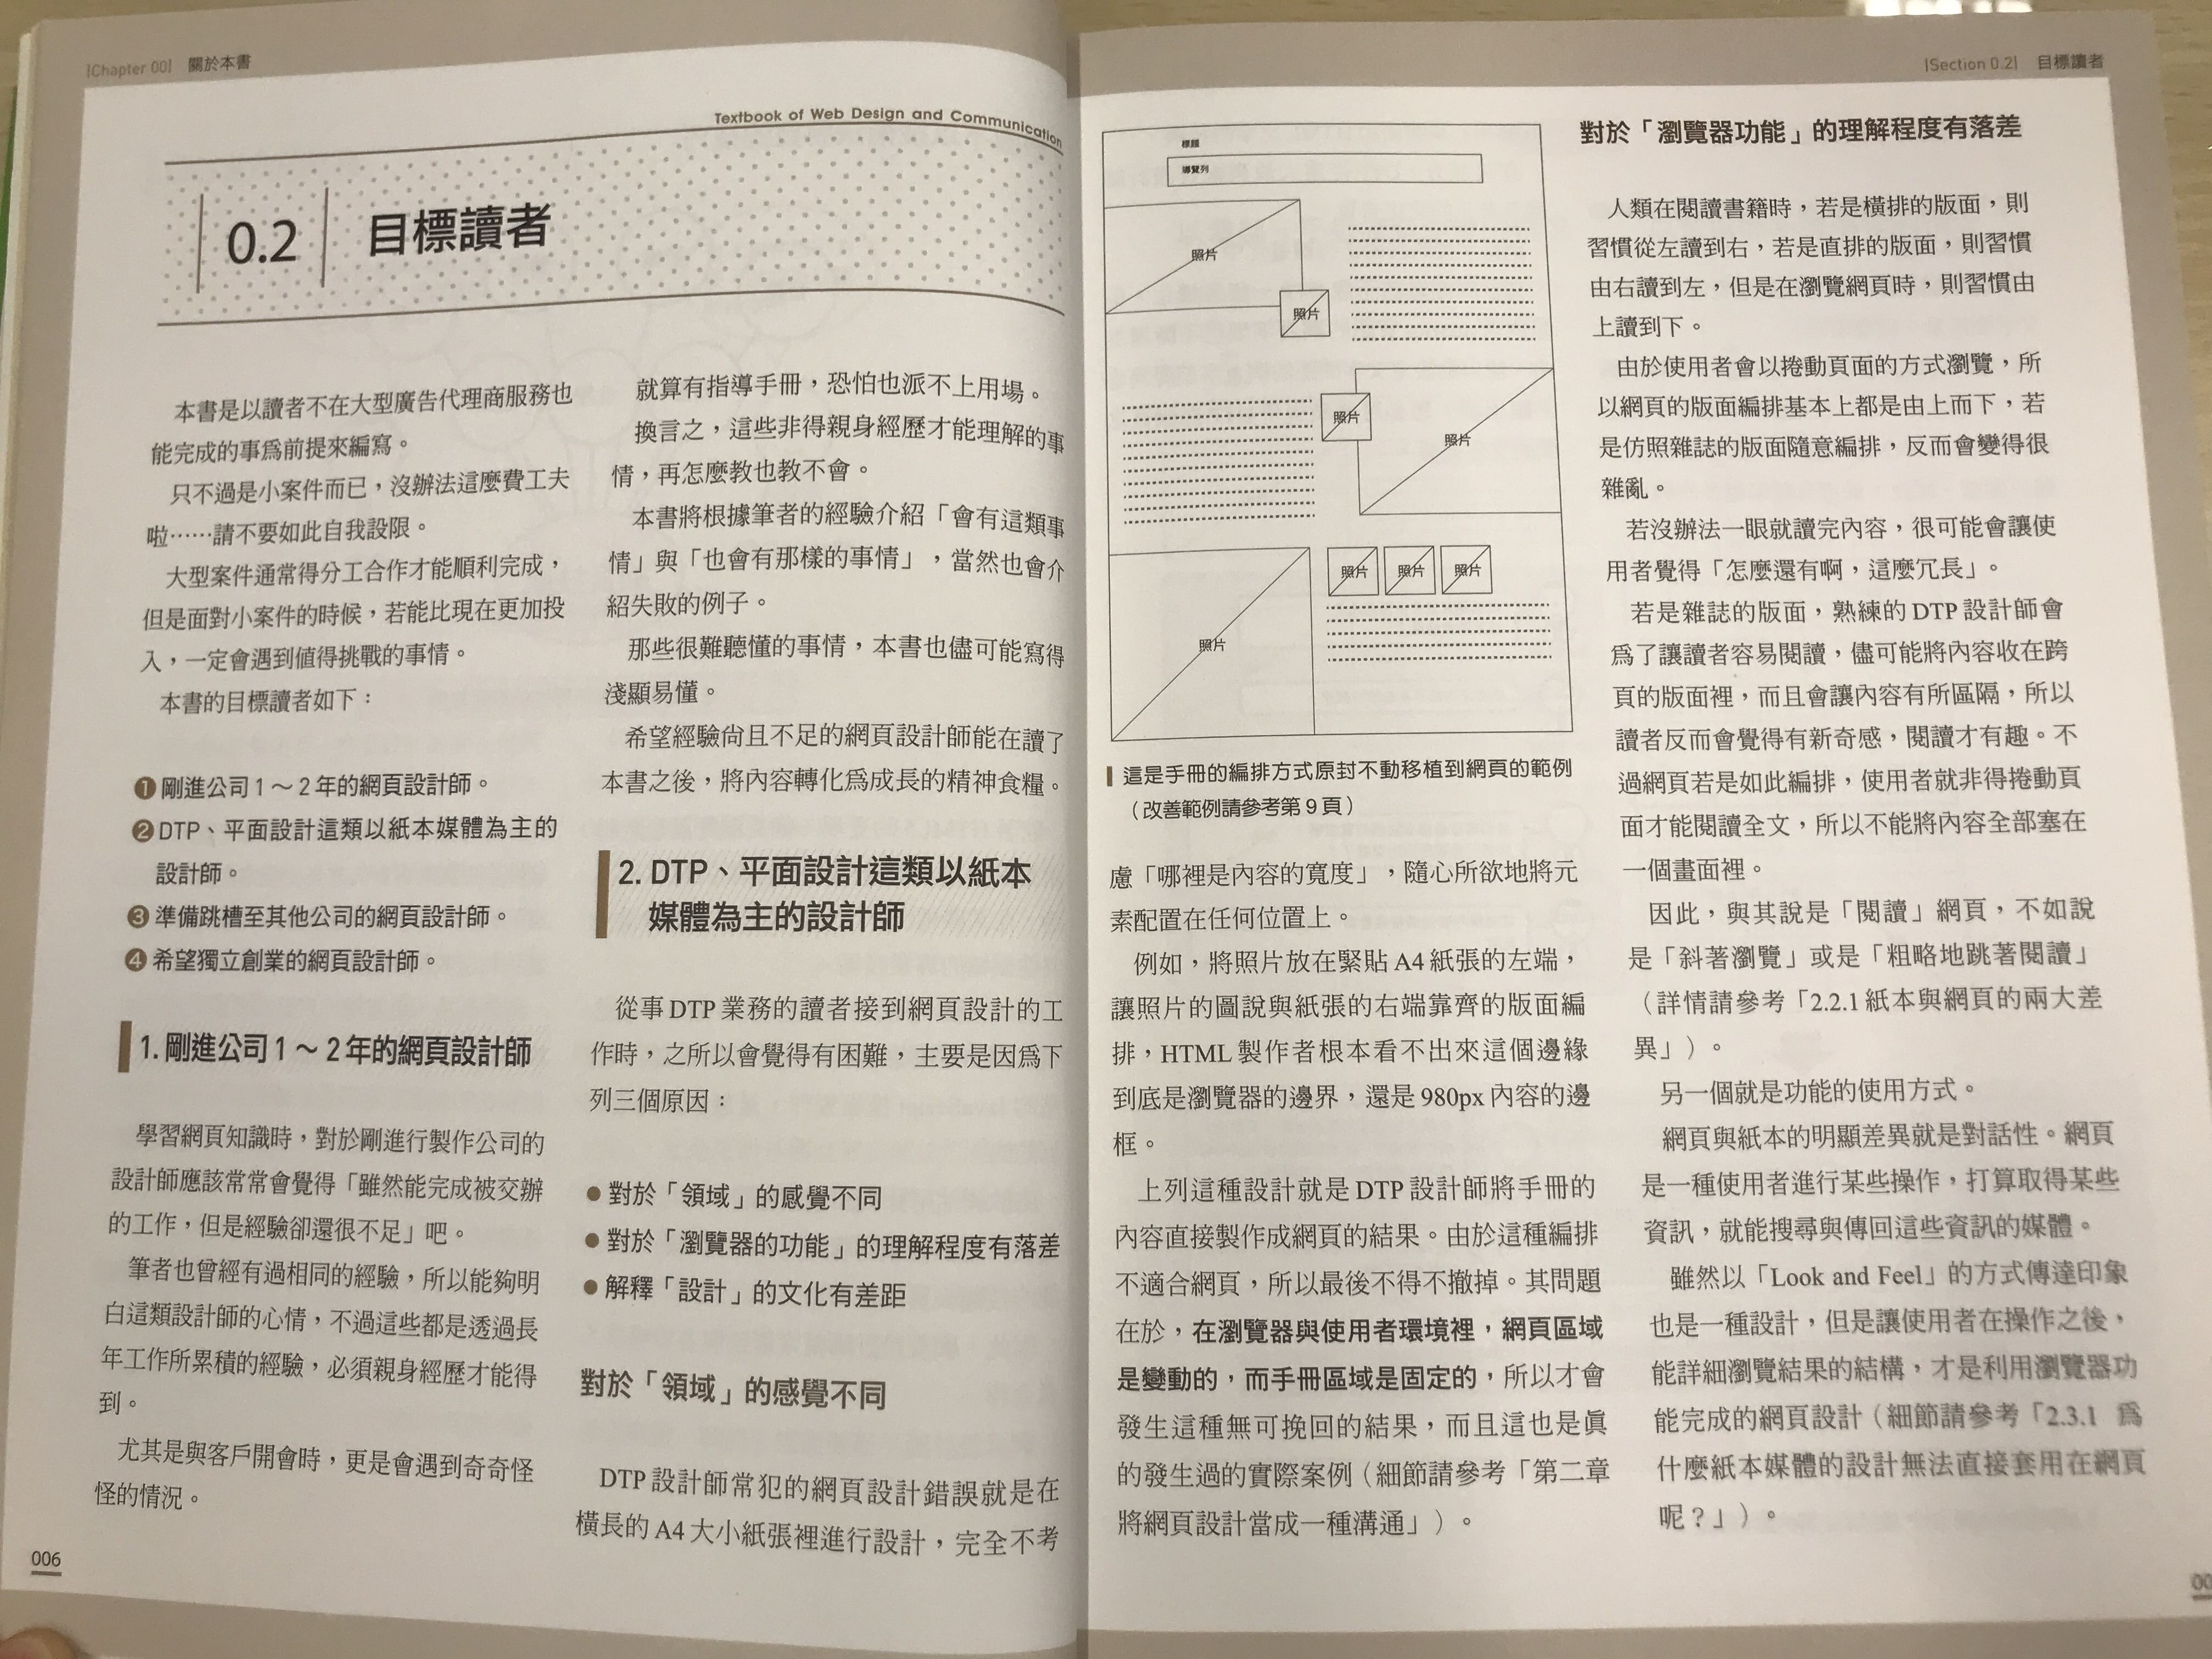 |Chapter 00| 關於本書
Textbook of Web Design and Communication
0.2 目標讀者
本書是以讀者不在大型廣告代理商服務也
能完成的事為前提來編寫。
只不過是小案件而已，沒辦法這麼費工夫
啦……請不要如此自我設限。
大型案件通常得分工合作才能順利完成，
但是面對小案件的時候，若能比現在更加投
入，一定會遇到值得挑戰的事情。
本書的目標讀者如下：
❶ 剛進公司 1～2 年的網頁設計師。
❷ DTP、平面設計這類以紙本媒體為主的
設計師。
❸ 準備跳槽至其他公司的網頁設計師。
❹ 希望獨立創業的網頁設計師。
1. 剛進公司 1～2 年的網頁設計師
學習網頁知識時，對於剛進行製作公司的
設計師應該常常會覺得「雖然能完成被交辦
的工作，但是經驗卻還很不足」吧。
筆者也曾經有過相同的經驗，所以能夠明
白這類設計師的心情，不過這些都是透過長
年工作所累積的經驗，必須親身經歷才能得
到。
尤其是與客戶開會時，更是會遇到奇奇怪
怪的情況。
006
就算有指導手冊，恐怕也派不上用場。
換言之，這些非得親身經歷才能理解的事
情，再怎麼教也教不會。
本書將根據筆者的經驗介紹「會有這類事
情」與「也會有那樣的事情」，當然也會介
紹失敗的例子。
那些很難聽懂的事情，本書也儘可能寫得
淺顯易懂。
希望經驗尚且不足的網頁設計師能在讀了
本書之後，將內容轉化為成長的精神食糧。
2. DTP、平面設計這類以紙本
媒體為主的設計師
從事 DTP 業務的讀者接到網頁設計的工
作時，之所以會覺得有困難，主要是因為下
列三個原因：
● 對於「領域」的感覺不同
● 對於「瀏覽器的功能」的理解程度有落差
● 解釋「設計」的文化有差距
對於「領域」的感覺不同
DTP 設計師常犯的網頁設計錯誤就是在
橫長的 A4 大小紙張裡進行設計，完全不考
|Section 0.2| 目標讀者
標題
導覽列
照片
照片
照片
照片
照片
照片
照片
照片
這是手冊的編排方式原封不動移植到網頁的範例
（改善範例請參考第 9 頁）
慮「哪裡是內容的寬度」，隨心所欲地將元
素配置在任何位置上。
例如，將照片放在緊貼 A4 紙張的左端，
讓照片的圖說與紙張的右端靠齊的版面編
排，HTML 製作者根本看不出來這個邊緣
到底是瀏覽器的邊界，還是 980px 內容的邊
框。
上列這種設計就是 DTP 設計師將手冊的
內容直接製作成網頁的結果。由於這種編排
不適合網頁，所以最後不得不撤掉。其問題
在於，在瀏覽器與使用者環境裡，網頁區域
是變動的，而手冊區域是固定的，所以才會
發生這種無可挽回的結果，而且這也是真
的發生過的實際案例（細節請參考「第二章
將網頁設計當成一種溝通」）。
對於「瀏覽器功能」的理解程度有落差
人類在閱讀書籍時，若是橫排的版面，則
習慣從左讀到右，若是直排的版面，則習慣
由右讀到左，但是在瀏覽網頁時，則習慣由
上讀到下。
由於使用者會以捲動頁面的方式瀏覽，所
以網頁的版面編排基本上都是由上而下，若
是仿照雜誌的版面隨意編排，反而會變得很
雜亂。
若沒辦法一眼就讀完內容，很可能會讓使
用者覺得「怎麼還有啊，這麼冗長」。
若是雜誌的版面，熟練的 DTP 設計師會
為了讓讀者容易閱讀，儘可能將內容收在跨
頁的版面裡，而且會讓內容有所區隔，所以
讀者反而會覺得有新奇感，閱讀才有趣。不
過網頁若是如此編排，使用者就非得捲動頁
面才能閱讀全文，所以不能將內容全部塞在
一個畫面裡。
因此，與其說是「閱讀」網頁，不如說
是「斜著瀏覽」或是「粗略地跳著閱讀」
（詳情請參考「2.2.1 紙本與網頁的兩大差
異」）。
另一個就是功能的使用方式。
網頁與紙本的明顯差異就是對話性。網頁
是一種使用者進行某些操作，打算取得某些
資訊，就能搜尋與傳回這些資訊的媒體。
雖然以「Look and Feel」的方式傳達印象
也是一種設計，但是讓使用者在操作之後，
能詳細瀏覽結果的結構，才是利用瀏覽器功
能完成的網頁設計（細節請參考「2.3.1 為
什麼紙本媒體的設計無法直接套用在網頁
呢？」）。